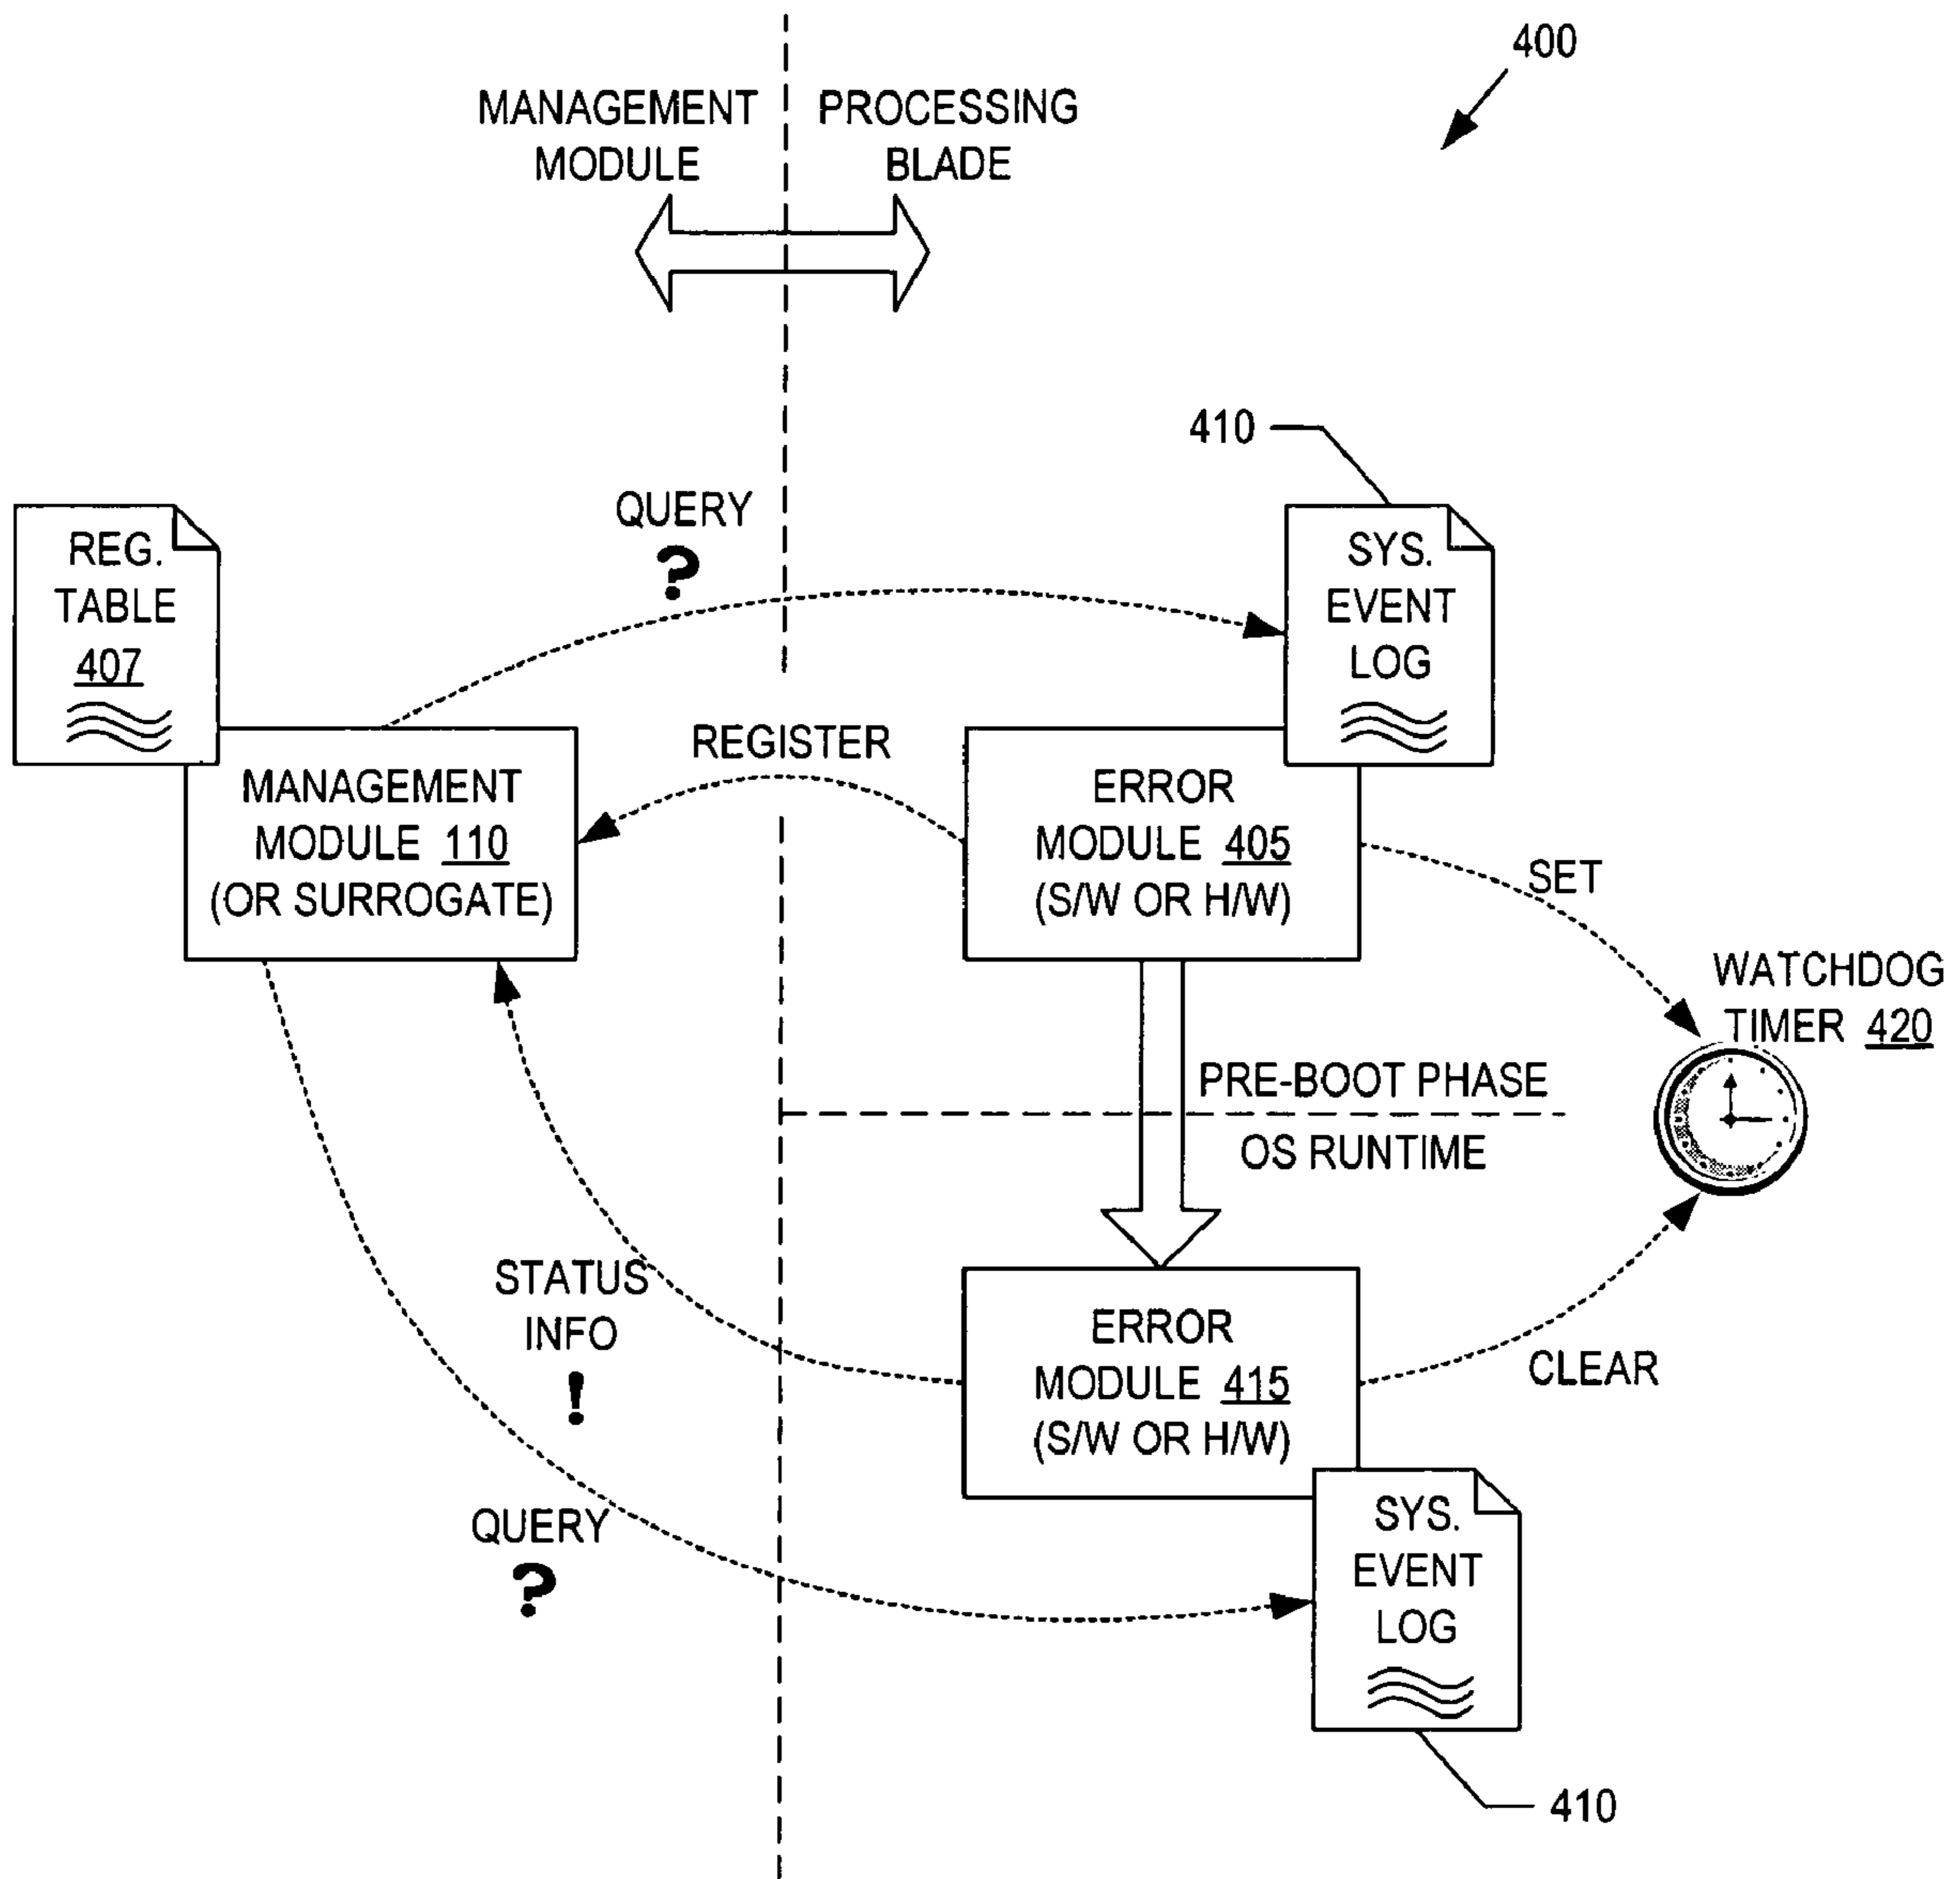 400
MANAGEMENT
MODULE
PROCESSING
BLADE
410
QUERY
?
REG.
TABLE
407
SYS.
EVENT
LOG
REGISTER
MANAGEMENT
MODULE 110
(OR SURROGATE)
ERROR
MODULE 405
(S/W OR H/W)
SET
WATCHDOG
TIMER 420
PRE-BOOT PHASE
OS RUNTIME
STATUS
INFO
!
ERROR
MODULE 415
(S/W OR H/W)
CLEAR
QUERY
?
SYS.
EVENT
LOG
410